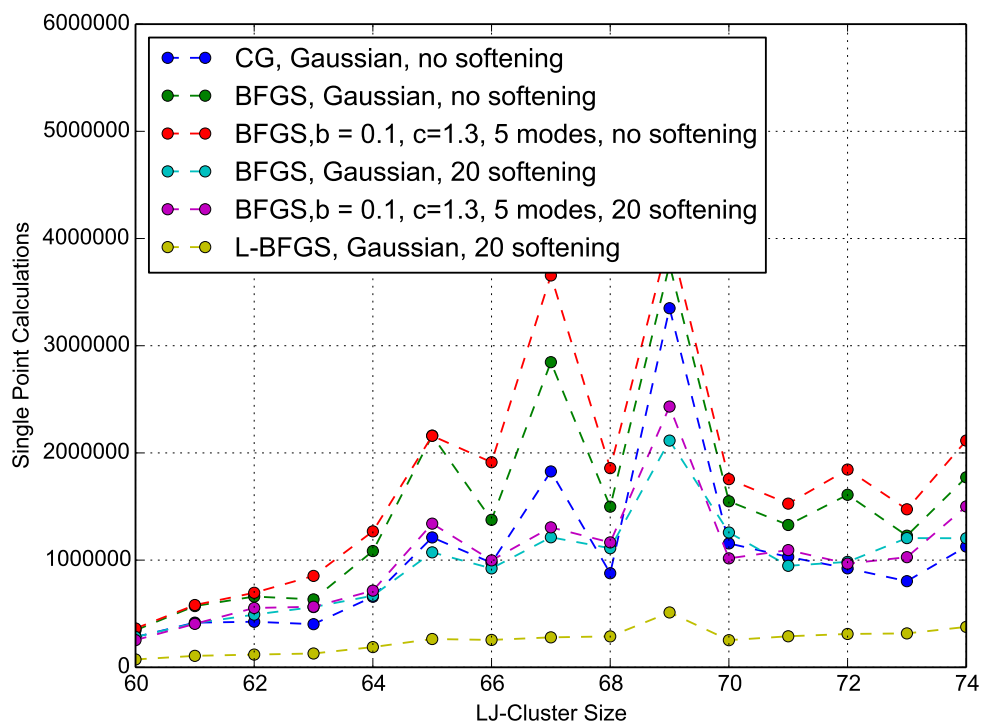 6000000
5000000
4000000
3000000
2000000
1000000
0
Single Point Calculations
CG, Gaussian, no softening
BFGS, Gaussian, no softening
BFGS,b = 0.1, c=1.3, 5 modes, no softening
BFGS, Gaussian, 20 softening
BFGS,b = 0.1, c=1.3, 5 modes, 20 softening
L-BFGS, Gaussian, 20 softening
60 62 64 66 68 70 72 74
LJ-Cluster Size